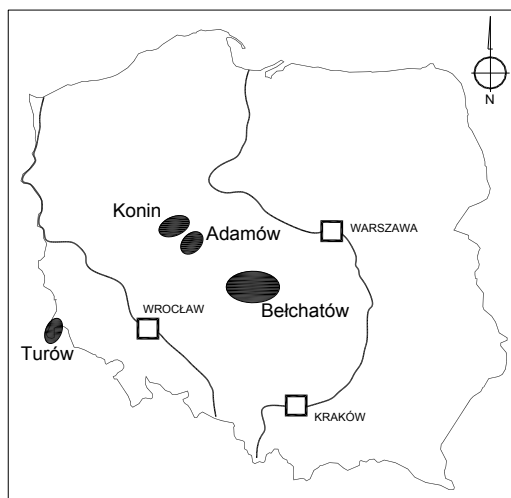 N
Konin
Adamów
WARSZAWA
Bełchatów
WROCŁAW
Turów
KRAKÓW